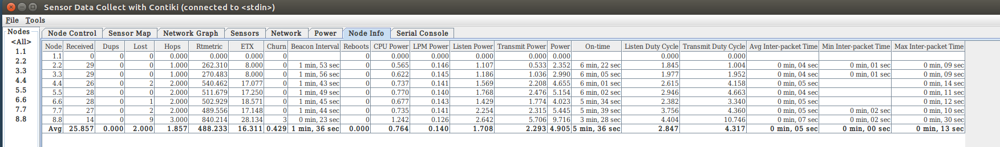 Sensor Data Collect with Contiki (connected to <stdin>)
File Tools
Nodes
<All>
1.1
2.2
3.3
4.4
5.5
6.6
7.7
8.8
Node Control Sensor Map Network Graph Sensors Network Power Node Info Serial Console
Node Received Dups Lost Hops Rtmetric ETX Churn Beacon Interval Reboots CPU Power LPM Power Listen Power Transmit Power Power On-time Listen Duty Cycle Transmit Duty Cycle Avg Inter-packet Time Min Inter-packet Time Max Inter-packet Time
1.1 0 0 0 0.000 0.000 0.000 0 0 0.000 0.000 0.000 0.000 0.000 0.000 0.000
2.2 29 0 0 1.000 262.310 8.000 0 1 min, 53 sec 0 0.565 0.146 1.107 0.533 2.352 6 min, 22 sec 1.845 1.004 0 min, 04 sec 0 min, 01 sec 0 min, 09 sec
3.3 29 0 0 1.000 270.483 8.000 0 1 min, 56 sec 0 0.622 0.145 1.186 1.036 2.990 6 min, 05 sec 1.977 1.952 0 min, 04 sec 0 min, 01 sec 0 min, 09 sec
4.4 26 0 2 2.000 540.462 17.077 0 1 min, 43 sec 0 0.737 0.141 1.569 2.208 4.655 6 min, 01 sec 2.615 4.158 0 min, 05 sec 0 min, 14 sec
5.5 28 0 0 2.000 511.679 17.250 0 1 min, 49 sec 0 0.770 0.140 1.768 2.476 5.154 6 min, 02 sec 2.946 4.663 0 min, 04 sec 0 min, 11 sec
6.6 28 0 1 2.000 502.929 18.571 0 1 min, 45 sec 0 0.677 0.143 1.429 1.774 4.023 5 min, 34 sec 2.382 3.340 0 min, 05 sec 0 min, 12 sec
7.7 27 0 2 2.000 489.556 17.148 0 1 min, 44 sec 0 0.735 0.141 2.254 2.315 5.445 5 min, 39 sec 3.756 4.360 0 min, 05 sec 0 min, 02 sec 0 min, 10 sec
8.8 14 0 9 3.000 840.214 28.134 3 0 min, 23 sec 0 1.242 0.126 2.642 5.706 9.716 3 min, 28 sec 4.404 10.746 0 min, 07 sec 0 min, 02 sec 0 min, 30 sec
Avg 25.857 0.000 2.000 1.857 488.233 16.311 0.429 1 min, 36 sec 0.000 0.764 0.140 1.708 2.293 4.905 5 min, 36 sec 2.847 4.317 0 min, 05 sec 0 min, 00 sec 0 min, 13 sec